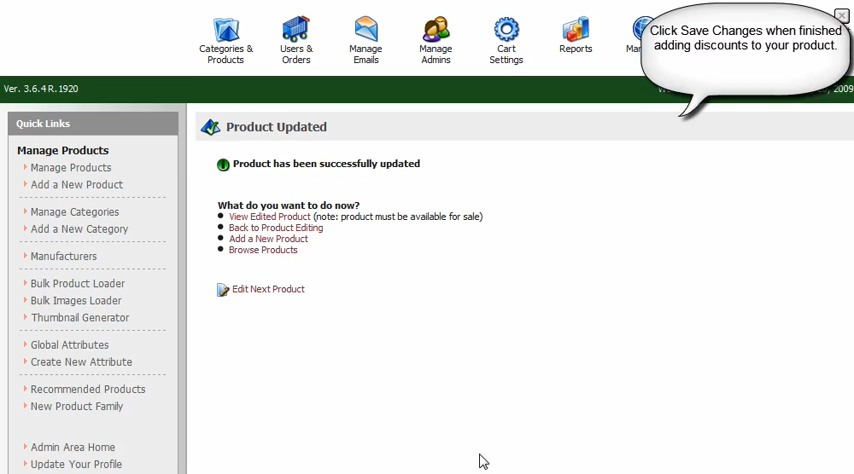 Click Save Changes when finished
adding discounts to your product.
Categories &
Products
Users &
Orders
Manage
Emails
Manage
Admins
Cart
Settings
Reports
Ver. 3.6.4 R.1920
2009
Quick Links
Manage Products
Manage Products
Add a New Product
Manage Categories
Add a New Category
Manufacturers
Bulk Product Loader
Bulk Images Loader
Thumbnail Generator
Global Attributes
Create New Attribute
Recommended Products
New Product Family
Admin Area Home
Update Your Profile
Product Updated
Product has been successfully updated
What do you want to do now?
View Edited Product (note: product must be available for sale)
Back to Product Editing
Add a New Product
Browse Products
Edit Next Product